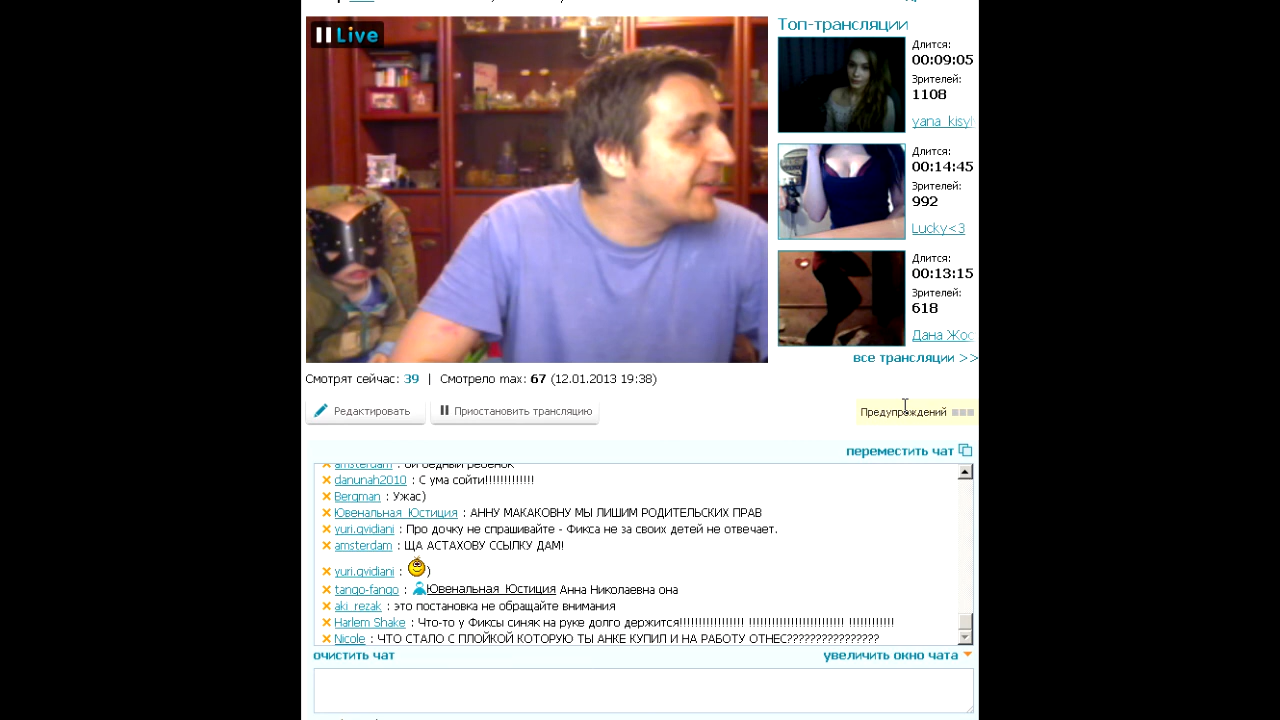 Live
Топ-трансляции
Длится:
00:09:05
Зрителей:
1108
yana_kisyl
Длится:
00:14:45
Зрителей:
992
Lucky<3
Длится:
00:13:15
Зрителей:
618
Дана
все трансляции >>
Смотрят сейчас: 39 | Смотрело max: 67 (12.01.2013 19:38)
Редактировать
Приостановить трансляцию
Предупреждений
переместить чат
amsterdam : ой бедный ребенок
danunah2010 : С ума сойти!!!!!!!!!!!!!
Bergman : Ужас)
Ювенальная_Юстиция : АННУ МАКАКОВНУ МЫ ЛИШИМ РОДИТЕЛЬСКИХ ПРАВ
yuri.gvidiani : Про дочку не спрашивайте - Фикса не за своих детей не отвечает.
amsterdam : ЩА АСТАХОВУ ССЫЛКУ ДАМ!
yuri.gvidiani : )
tango-fango : Ювенальная_Юстиция Анна Николаевна она
aki_rezak : это постановка не обращайте внимания
Harlem Shake : Что-то у Фиксы синяк на руке долго держится!!!!!!!!!!!!!!!!! !!!!!!!!!!!!!!!!!!!!!!!!! !!!!!!!!!!!!
Nicole : ЧТО СТАЛО С ПЛОЙКОЙ КОТОРУЮ ТЫ АНКЕ КУПИЛ И НА РАБОТУ ОТНЕС????????????????
очистить чат
увеличить окно чата